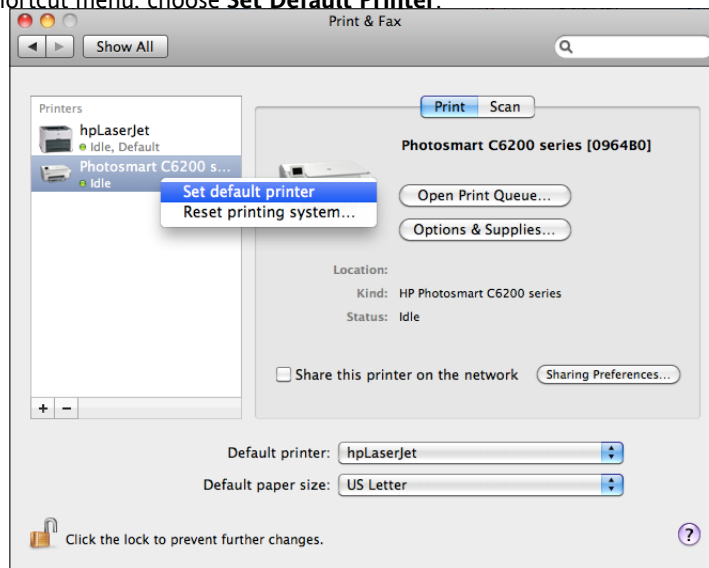 shortcut menu, choose Set Default Printer.
Print & Fax
Show All
Print Scan
Printers
hpLaserJet
Idle, Default
Photosmart C6200 s...
Idle
Set default printer
Reset printing system...
Photosmart C6200 series [0964B0]
Open Print Queue...
Options & Supplies...
Location:
Kind: HP Photosmart C6200 series
Status: Idle
Share this printer on the network Sharing Preferences...
+ −
Default printer: hpLaserJet
Default paper size: US Letter
Click the lock to prevent further changes.
?